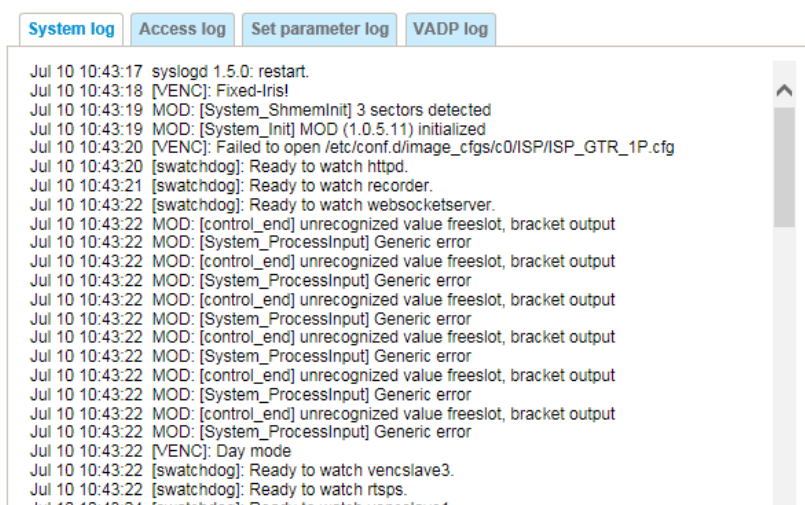 System log Access log Set parameter log VADP log
Jul 10 10:43:17 syslogd 1.5.0: restart.
Jul 10 10:43:18 [VENC]: Fixed-Iris!
Jul 10 10:43:19 MOD: [System_ShmemInit] 3 sectors detected
Jul 10 10:43:19 MOD: [System_Init] MOD (1.0.5.11) initialized
Jul 10 10:43:20 [VENC]: Failed to open /etc/conf.d/image_cfgs/c0/ISP/ISP_GTR_1P.cfg
Jul 10 10:43:20 [swatchdog]: Ready to watch httpd.
Jul 10 10:43:21 [swatchdog]: Ready to watch recorder.
Jul 10 10:43:22 [swatchdog]: Ready to watch websocketserver.
Jul 10 10:43:22 MOD: [control_end] unrecognized value freeslot, bracket output
Jul 10 10:43:22 MOD: [System_ProcessInput] Generic error
Jul 10 10:43:22 MOD: [control_end] unrecognized value freeslot, bracket output
Jul 10 10:43:22 MOD: [System_ProcessInput] Generic error
Jul 10 10:43:22 MOD: [control_end] unrecognized value freeslot, bracket output
Jul 10 10:43:22 MOD: [System_ProcessInput] Generic error
Jul 10 10:43:22 MOD: [control_end] unrecognized value freeslot, bracket output
Jul 10 10:43:22 MOD: [System_ProcessInput] Generic error
Jul 10 10:43:22 MOD: [control_end] unrecognized value freeslot, bracket output
Jul 10 10:43:22 MOD: [System_ProcessInput] Generic error
Jul 10 10:43:22 MOD: [control_end] unrecognized value freeslot, bracket output
Jul 10 10:43:22 MOD: [System_ProcessInput] Generic error
Jul 10 10:43:22 [VENC]: Day mode
Jul 10 10:43:22 [swatchdog]: Ready to watch vencslave3.
Jul 10 10:43:22 [swatchdog]: Ready to watch rtsps.